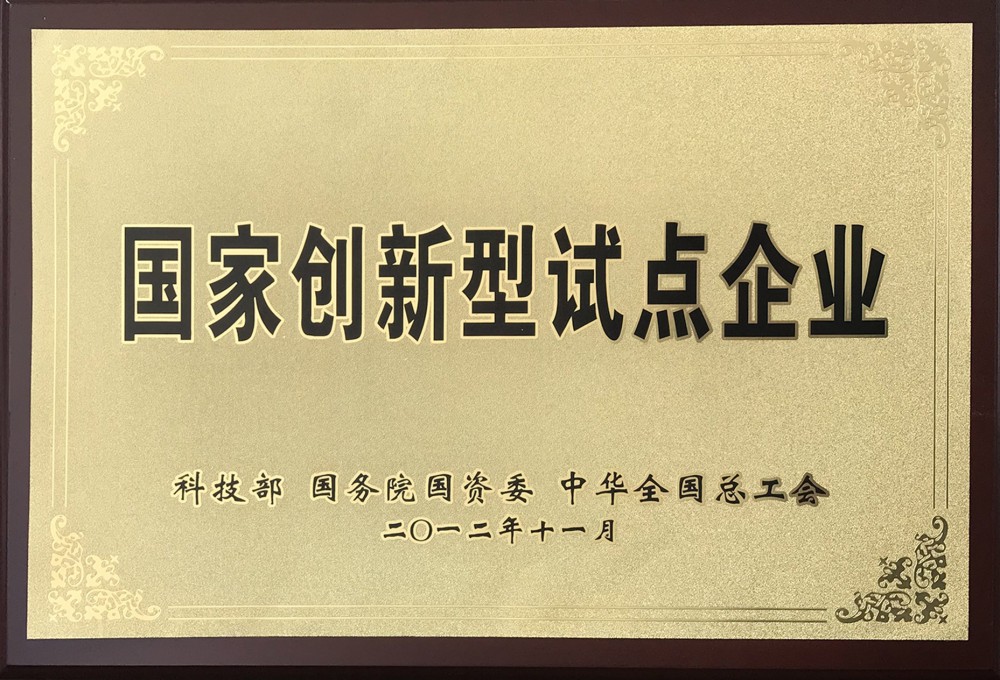 国家创新型试点企业
科技部 国务院国资委 中华全国总工会
二〇一二年十一月